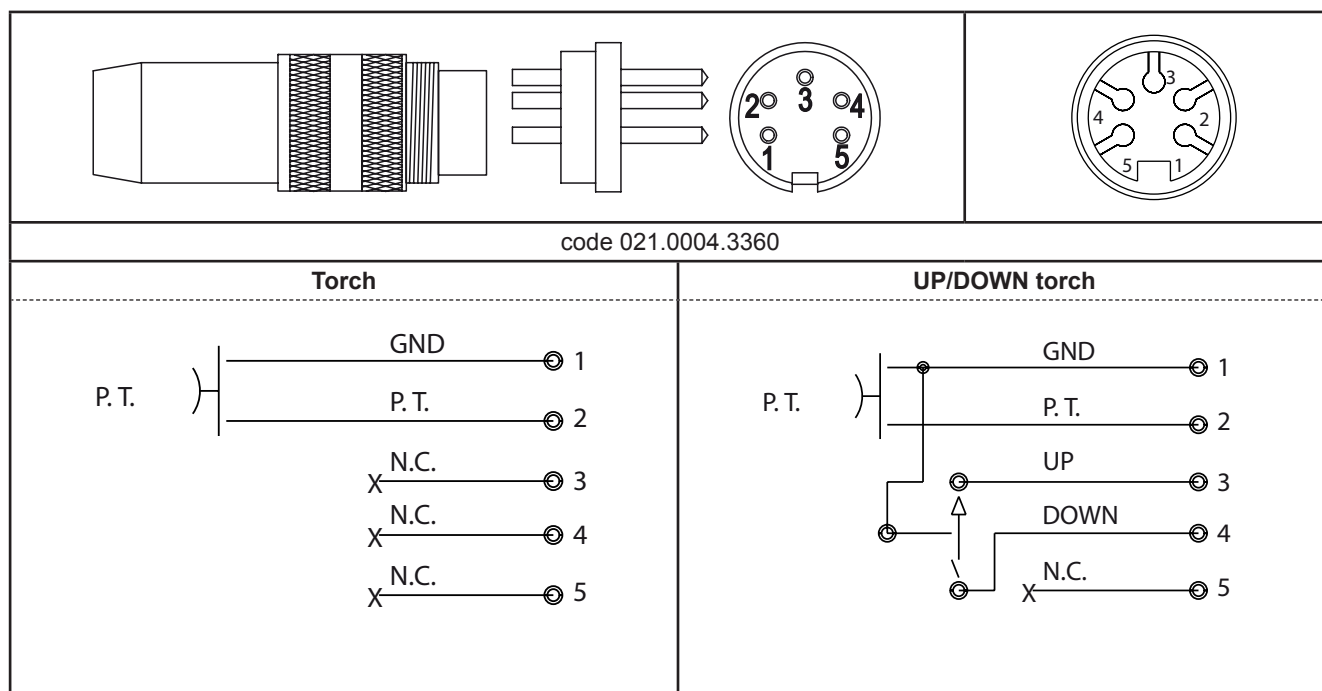 3
2 4
1 5
3
4 2
5 1
code 021.0004.3360
Torch
GND 1
P. T.
P. T. 2
N.C.
X 3
N.C.
X 4
N.C.
X 5
UP/DOWN torch
GND 1
P. T.
P. T. 2
UP 3
DOWN 4
N.C.
X 5